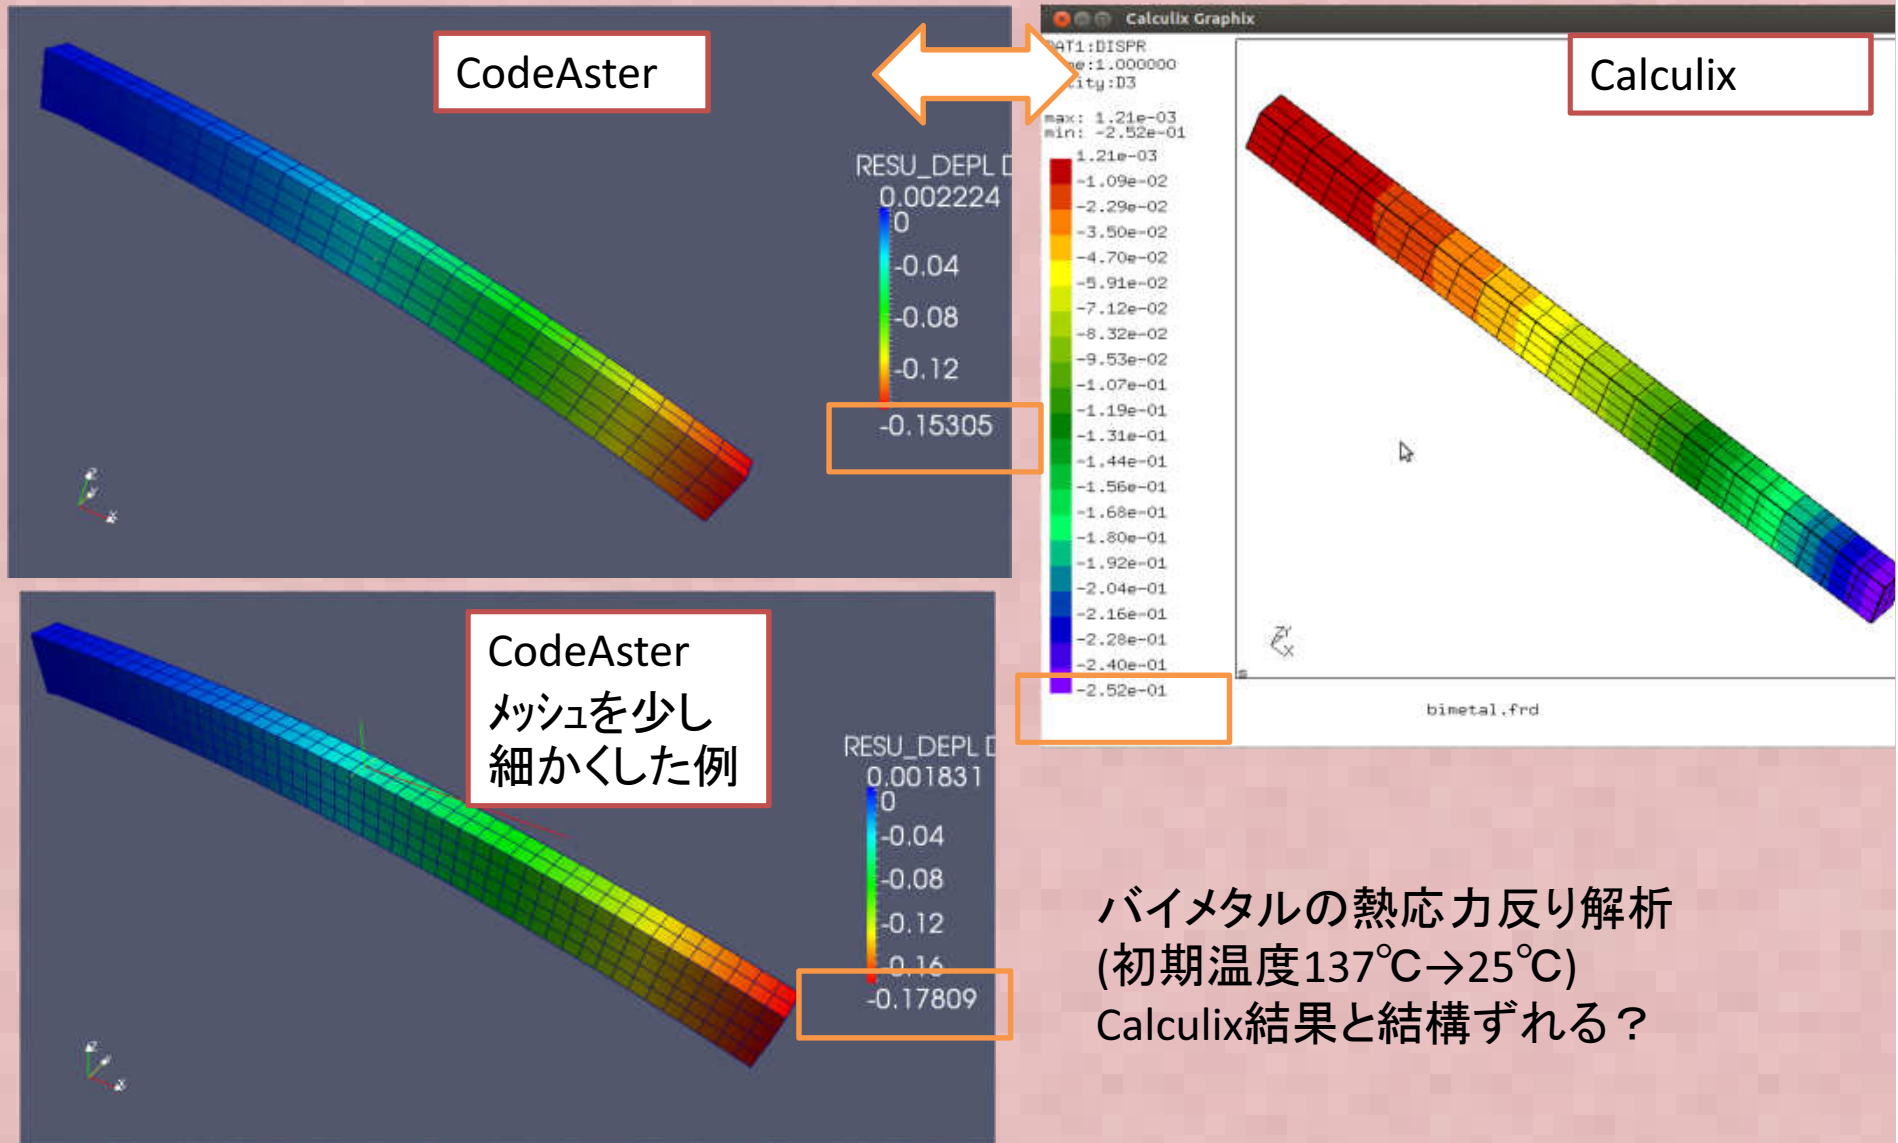 CodeAster
RESU_DEPL D
0.002224
0
-0.04
-0.08
-0.12
-0.15305
Calculix Graphix
DAT1:DISPR
:1.000000
:D3
max: 1.21e-03
min: -2.52e-01
1.21e-03
-1.09e-02
-2.29e-02
-3.50e-02
-4.70e-02
-5.91e-02
-7.12e-02
-8.32e-02
-9.53e-02
-1.07e-01
-1.19e-01
-1.31e-01
-1.44e-01
-1.56e-01
-1.68e-01
-1.80e-01
-1.92e-01
-2.04e-01
-2.16e-01
-2.28e-01
-2.40e-01
-2.52e-01
Calculix
ZY
X
bimetal.frd
CodeAster
メッシュを少し
細かくした例
RESU_DEPL D
0.001831
0
-0.04
-0.08
-0.12
-0.16
-0.17809
バイメタルの熱応力反り解析
(初期温度137℃→25℃)
Calculix結果と結構ずれる？